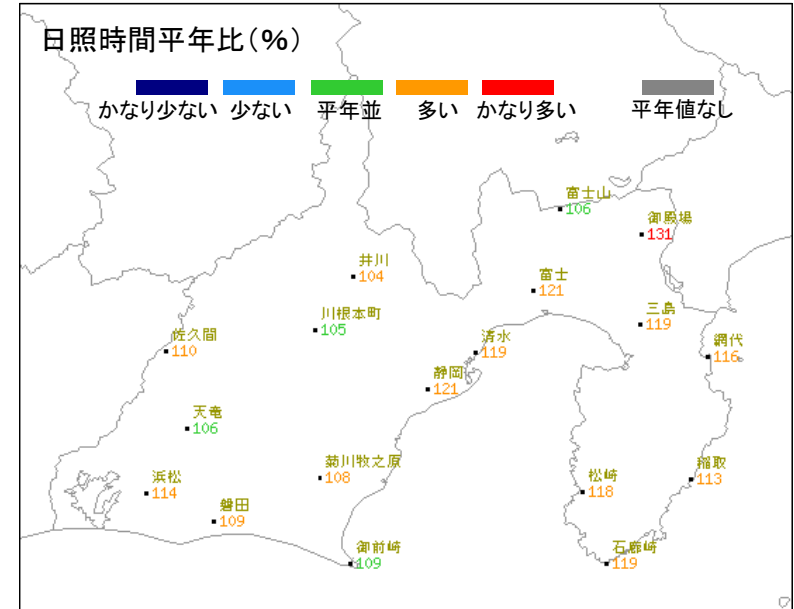 日照時間平年比(%)
かなり少ない 少ない 平年並 多い かなり多い 平年値なし
富士山
106
御殿場
131
井川
104
富士
121
川根本町
105
三島
119
佐久間
110
清水
119
網代
116
静岡
121
天竜
106
菊川牧之原
108
浜松
114
松崎
118
稲取
113
磐田
109
御前崎
109
石廊崎
119